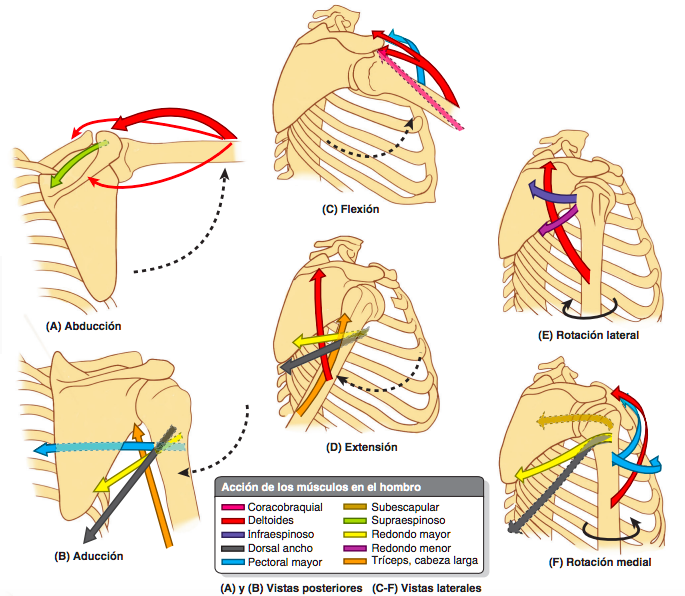 (C) Flexión
(A) Abducción
(E) Rotación lateral
(D) Extensión
(B) Aducción
(F) Rotación medial
Acción de los músculos en el hombro
Coracobraquial
Deltoides
Infraespinoso
Dorsal ancho
Pectoral mayor
Subescapular
Supraespinoso
Redondo mayor
Redondo menor
Tríceps, cabeza larga
(A) y (B) Vistas posteriores (C-F) Vistas laterales